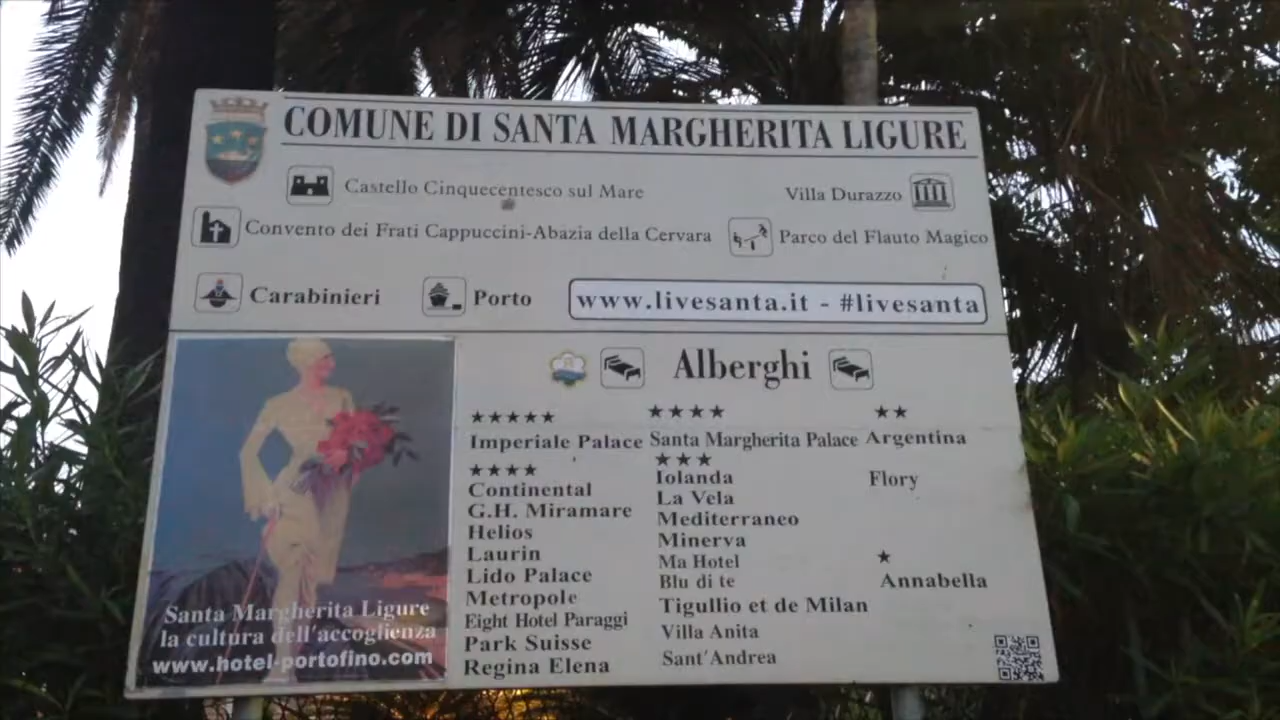 COMUNE DI SANTA MARGHERITA LIGURE
Castello Cinquecentesco sul Mare
Villa Durazzo
Convento dei Frati Cappuccini-Abazia della Cervara
Parco del Flauto Magico
Carabinieri
Porto
www.livesanta.it - #livesanta
Santa Margherita Ligure
la cultura dell'accoglienza
www.hotel-portofino.com
Alberghi
★★★★★
Imperiale Palace
★★★★
Continental
G.H. Miramare
Helios
Laurin
Lido Palace
Metropole
Eight Hotel Paraggi
Park Suisse
Regina Elena
★★★★
Santa Margherita Palace
★★★
Iolanda
La Vela
Mediterraneo
Minerva
Ma Hotel
Blu di te
Tigullio et de Milan
Villa Anita
Sant'Andrea
★★
Argentina
Flory
★
Annabella